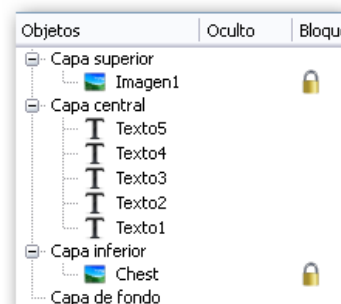 Objetos Oculto Bloque
Capa superior
Imagen1
Capa central
Texto5
Texto4
Texto3
Texto2
Texto1
Capa inferior
Chest
Capa de fondo